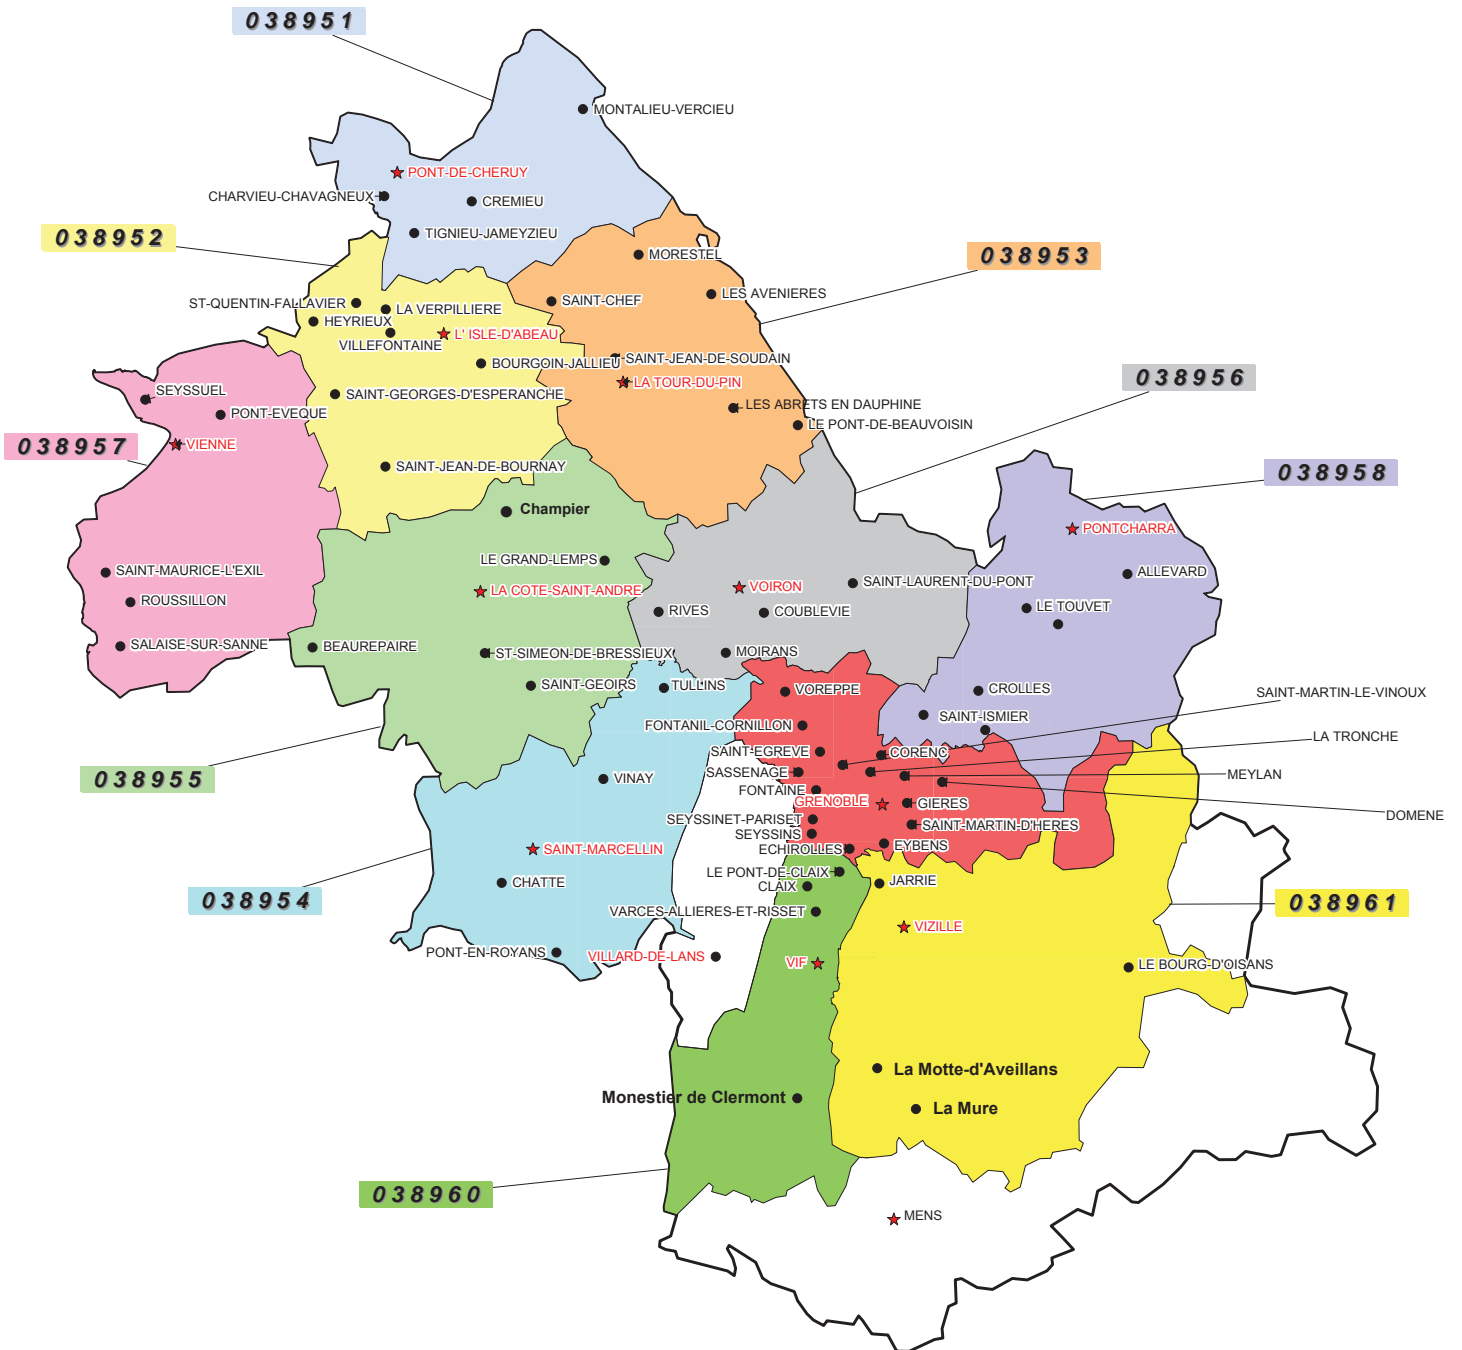 038951
MONTALIEU-VERCIEU
PONT-DE-CHERUY
CHARVIEU-CHAVAGNEUX
CREMIEU
TIGNIEU-JAMEYZIEU
038952
038953
MORESTEL
LES AVENIERES
SAINT-CHEF
ST-QUENTIN-FALLAVIER
LA VERPILLIERE
HEYRIEUX
L' ISLE-D'ABEAU
VILLEFONTAINE
BOURGOIN-JALLIEU
SAINT-JEAN-DE-SOUDAIN
LA TOUR-DU-PIN
038956
SEYSSUEL
SAINT-GEORGES-D'ESPERANCHE
LES ABRETS EN DAUPHINE
PONT-EVEQUE
LE PONT-DE-BEAUVOISIN
038957
VIENNE
SAINT-JEAN-DE-BOURNAY
038958
Champier
PONTCHARRA
LE GRAND-LEMPS
SAINT-MAURICE-L'EXIL
ALLEVARD
SAINT-LAURENT-DU-PONT
VOIRON
LA COTE-SAINT-ANDRE
ROUSSILLON
RIVES
COUBLEVIE
LE TOUVET
SALAISE-SUR-SANNE
BEAUREPAIRE
ST-SIMEON-DE-BRESSIEUX
MOIRANS
SAINT-GEOIRS
TULLINS
VOREPPE
CROLLES
SAINT-MARTIN-LE-VINOUX
SAINT-ISMIER
FONTANIL-CORNILLON
LA TRONCHE
SAINT-EGREVE
CORENC
SASSENAGE
MEYLAN
038955
VINAY
FONTAINE
GRENOBLE
GIERES
DOMENE
SEYSSINET-PARISET
SAINT-MARTIN-D'HERES
SEYSSINS
ECHIROLLES
EYBENS
SAINT-MARCELLIN
LE PONT-DE-CLAIX
CLAIX
JARRIE
CHATTE
038954
038961
VARCES-ALLIERES-ET-RISSET
VIZILLE
PONT-EN-ROYANS
VILLARD-DE-LANS
VIF
LE BOURG-D'OISANS
La Motte-d'Aveillans
Monestier de Clermont
La Mure
038960
MENS